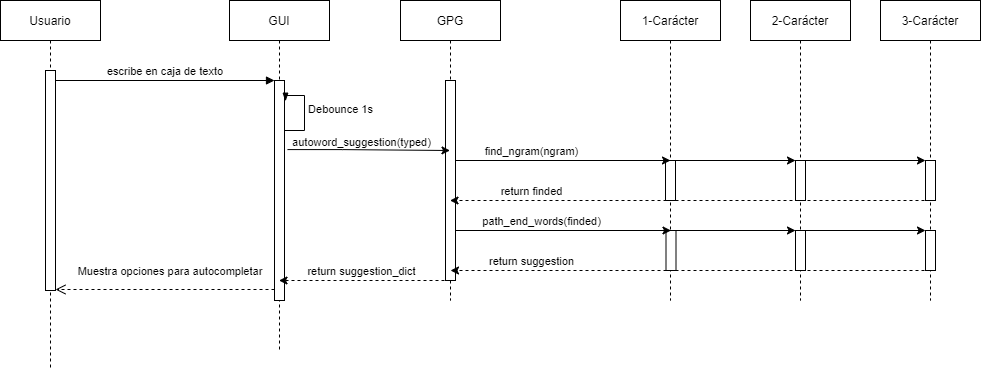 Usuario
GUI
GPG
1-Carácter
2-Carácter
3-Carácter
escribe en caja de texto
Debounce 1s
autoword_suggestion(typed)
find_ngram(ngram)
return finded
path_end_words(finded)
return suggestion
return suggestion_dict
Muestra opciones para autocompletar